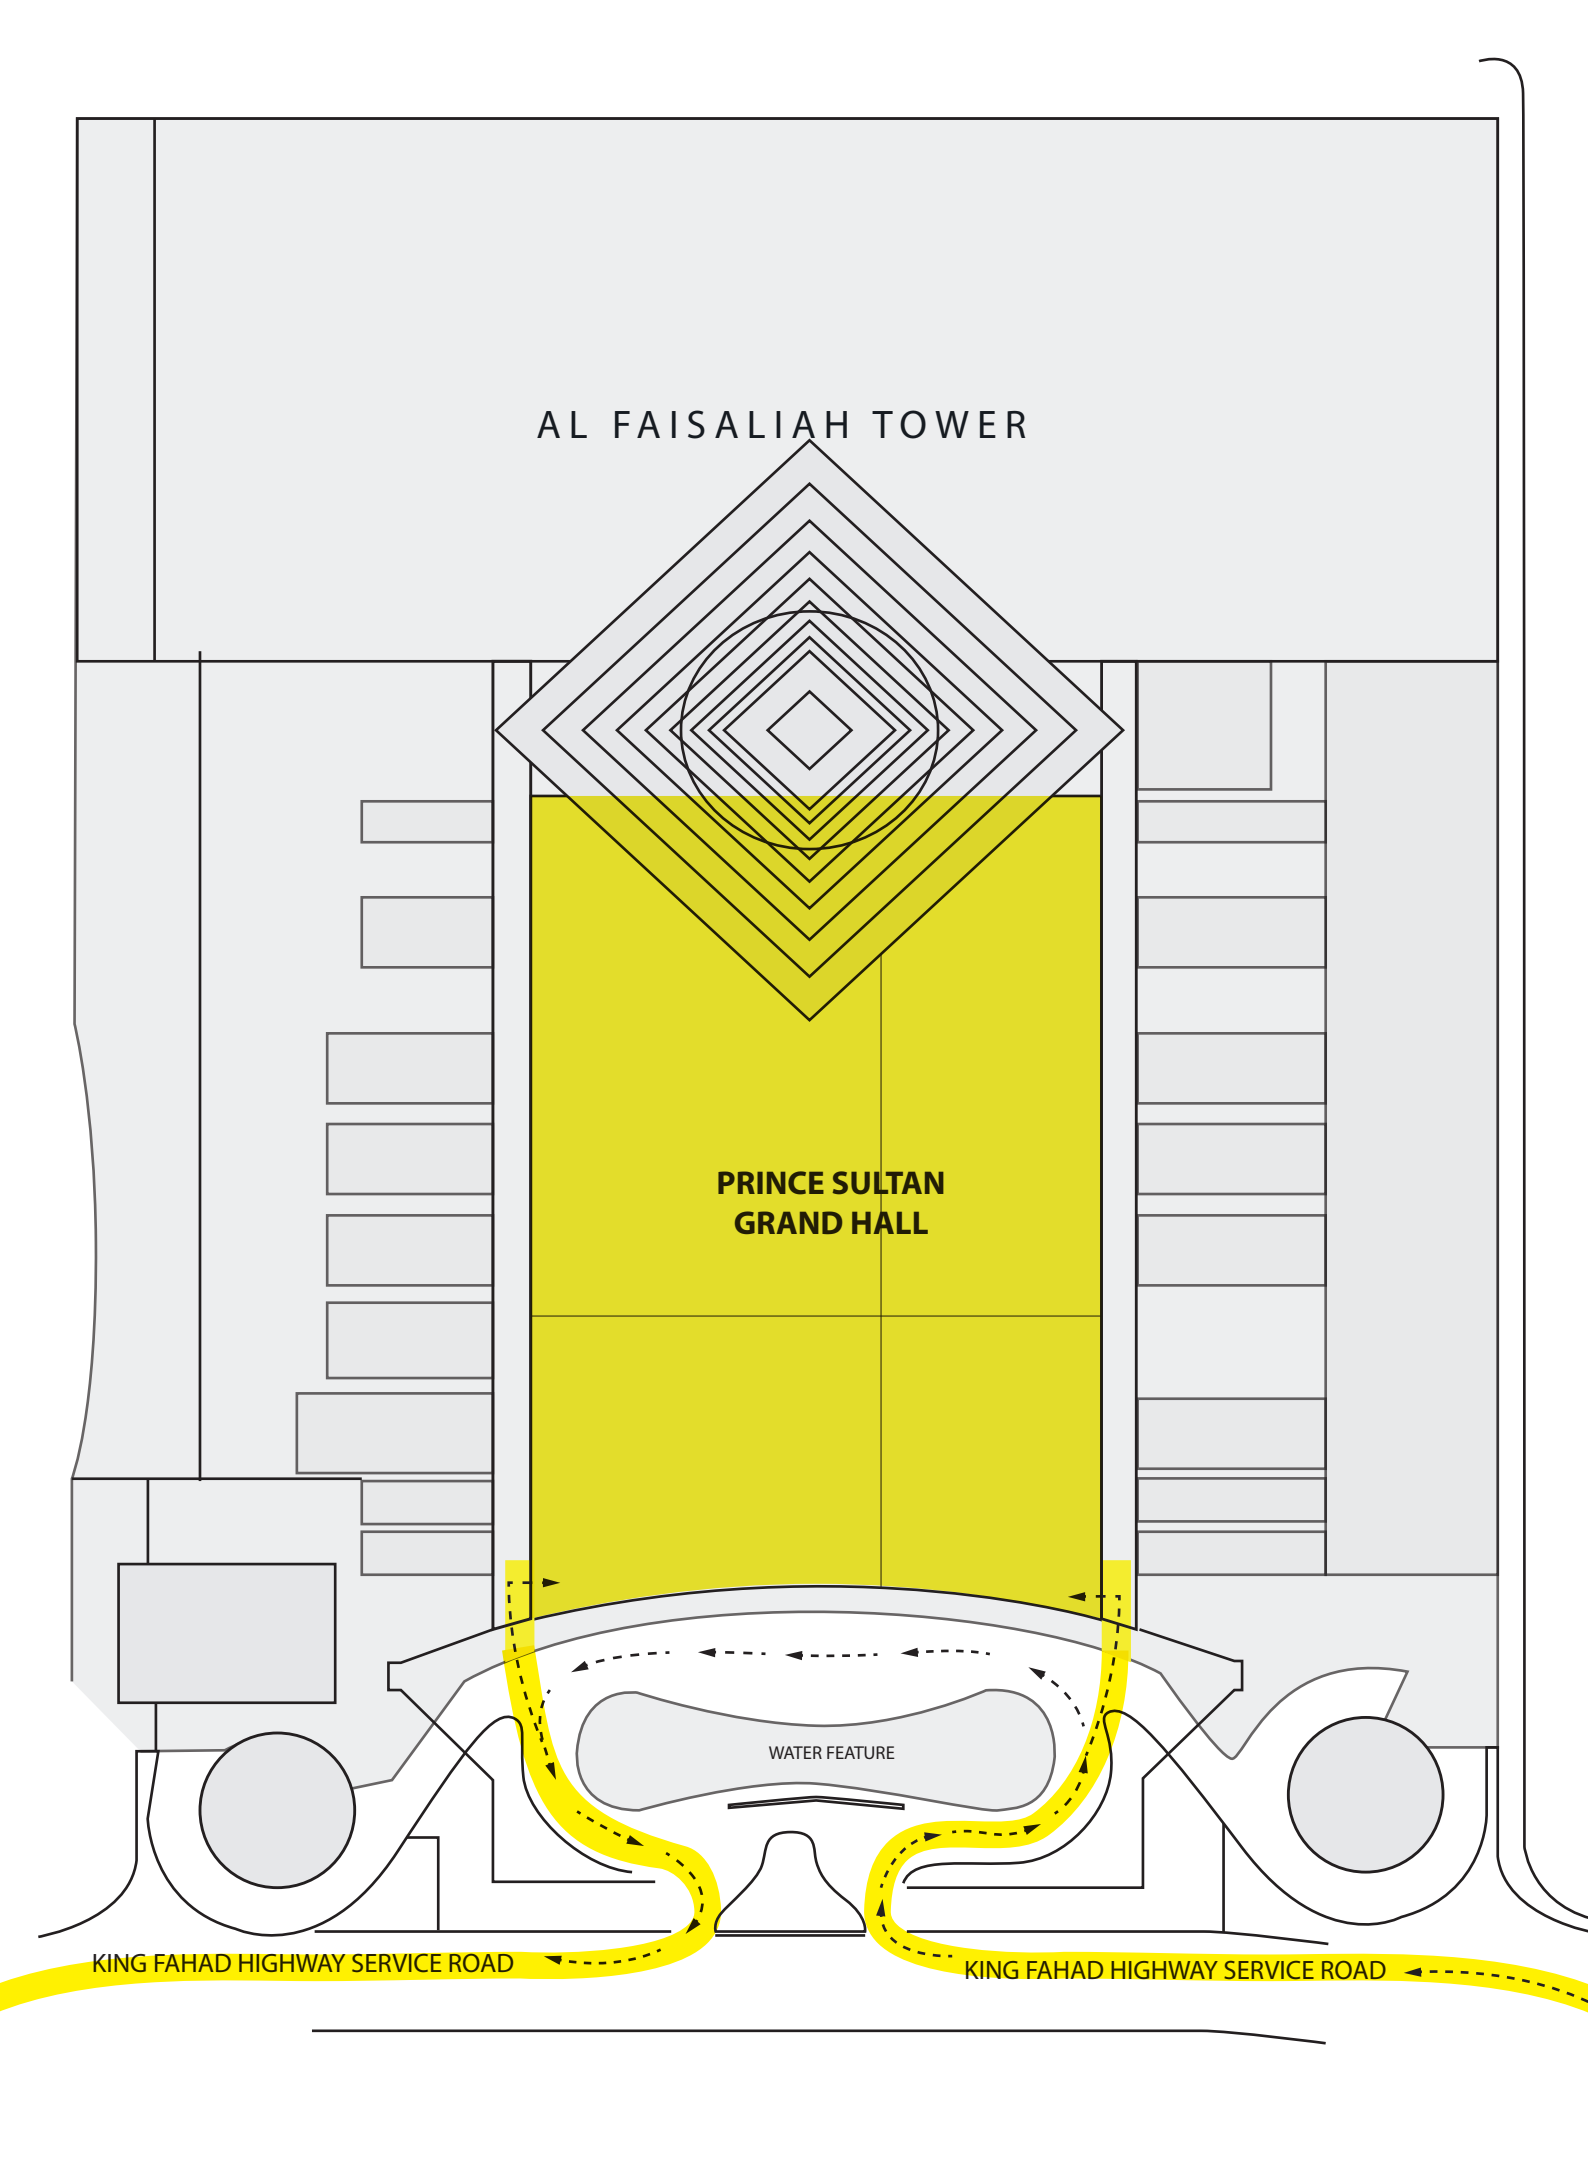 AL FAISALIAH TOWER
PRINCE SULTAN
GRAND HALL
WATER FEATURE
KING FAHAD HIGHWAY SERVICE ROAD
KING FAHAD HIGHWAY SERVICE ROAD